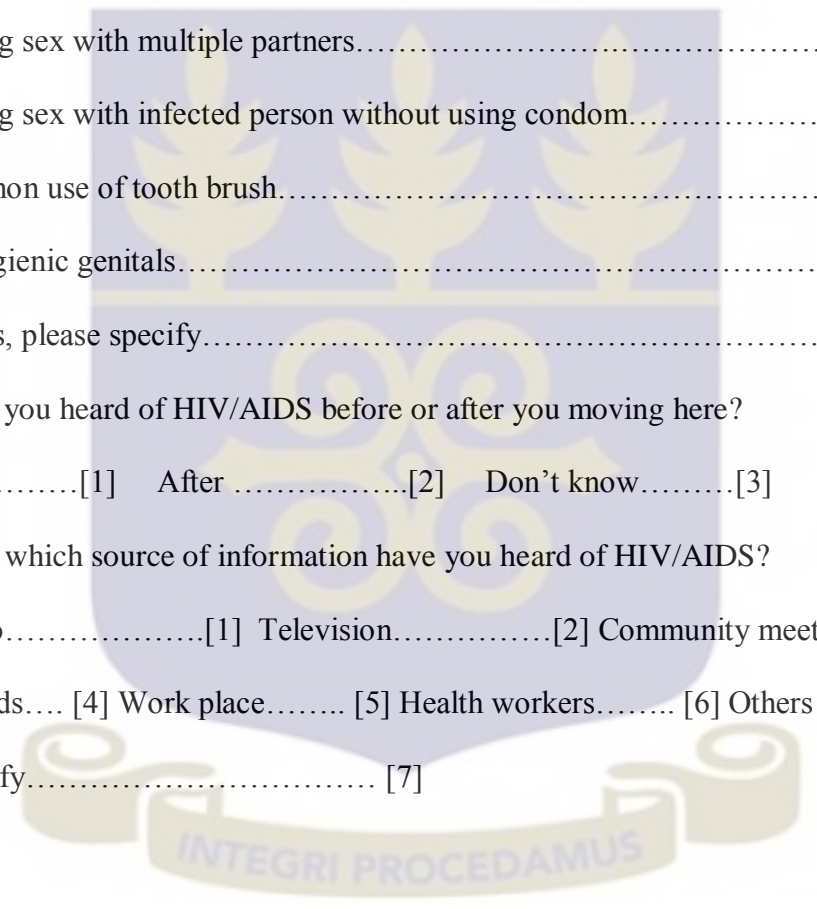 g sex with multiple partners…………………………………………
g sex with infected person without using condom………………
non use of tooth brush…………………………………………………
gienic genitals……………………………………………………………
s, please specify…………………………………………………………
you heard of HIV/AIDS before or after you moving here?
………[1] After ……………..[2] Don’t know………[3]
which source of information have you heard of HIV/AIDS?
o………………..[1] Television……………[2] Community meet
ds…. [4] Work place…….. [5] Health workers…….. [6] Others
fy…………………………… [7]
INTEGRI PROCEDAMUS